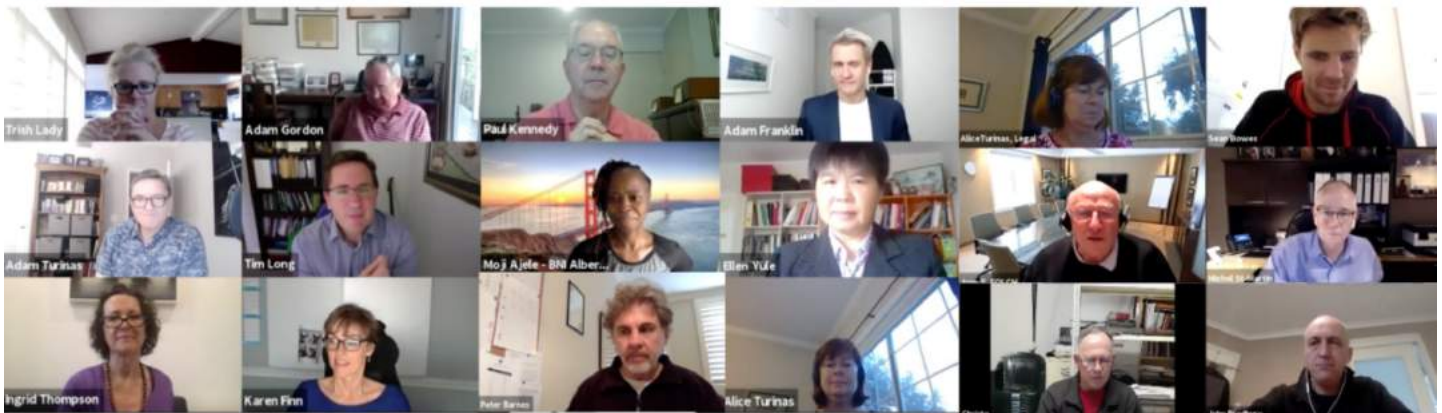 Trish Lady
Adam Gordon
Paul Kennedy
Adam Franklin
AliceTurinas, Legal
Sean Bowes
Adam Turinas
Tim Long
Moji Ajele - BNI Alber...
Ellen Yule
Ingrid Thompson
Karen Finn
Peter Barnes
Alice Turinas